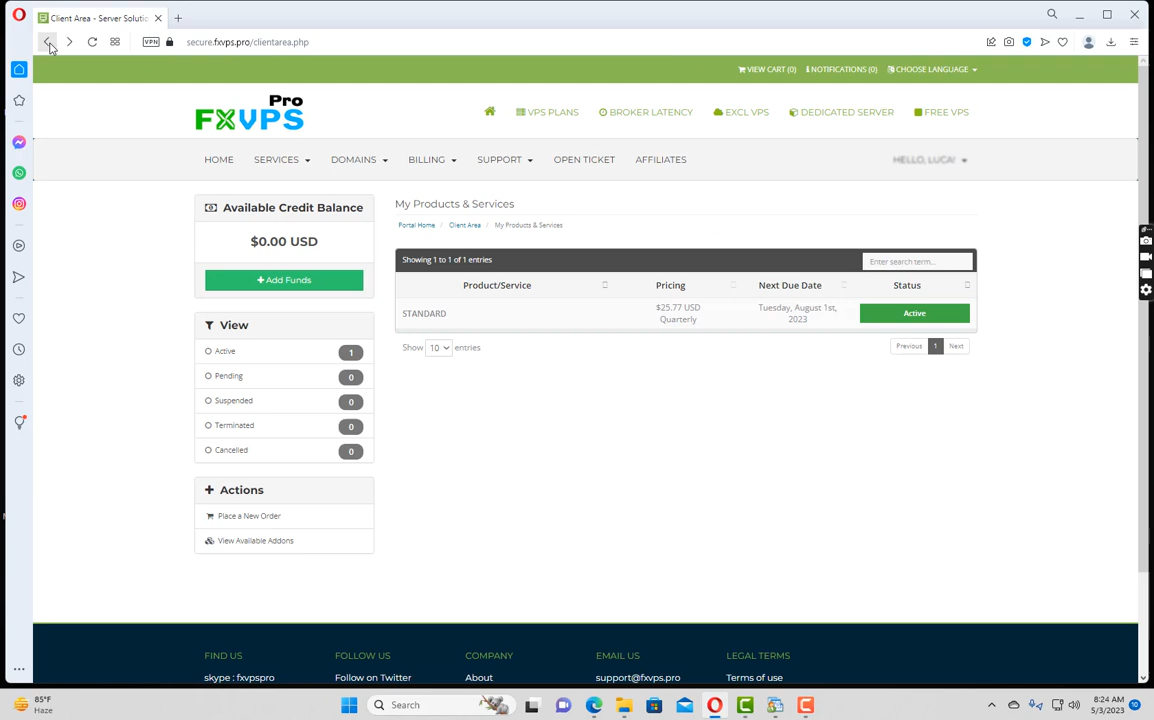 Client Area - Server Soluti
VPN
secure.fxvps.pro/clientarea.php
VIEW CART (0)
NOTIFICATIONS (0)
CHOOSE LANGUAGE
Pro
FXVPS
VPS PLANS
BROKER LATENCY
EXCL VPS
DEDICATED SERVER
FREE VPS
HOME
SERVICES
DOMAINS
BILLING
SUPPORT
OPEN TICKET
AFFILIATES
HELLO, LUCA!
Available Credit Balance
$0.00 USD
+ Add Funds
View
Active 1
Pending 0
Suspended 0
Terminated 0
Cancelled 0
Actions
Place a New Order
View Available Addons
My Products & Services
Portal Home / Client Area / My Products & Services
Showing 1 to 1 of 1 entries
Enter search term...
Product/Service Pricing Next Due Date Status
STANDARD
$25.77 USD
Quarterly
Tuesday, August 1st,
2023
Active
Show 10 entries
Previous 1 Next
FIND US
skype : fxvpspro
FOLLOW US
Follow on Twitter
COMPANY
About
EMAIL US
support@fxvps.pro
LEGAL TERMS
Terms of use
85°F
Haze
Search
8:24 AM
5/3/2023
10